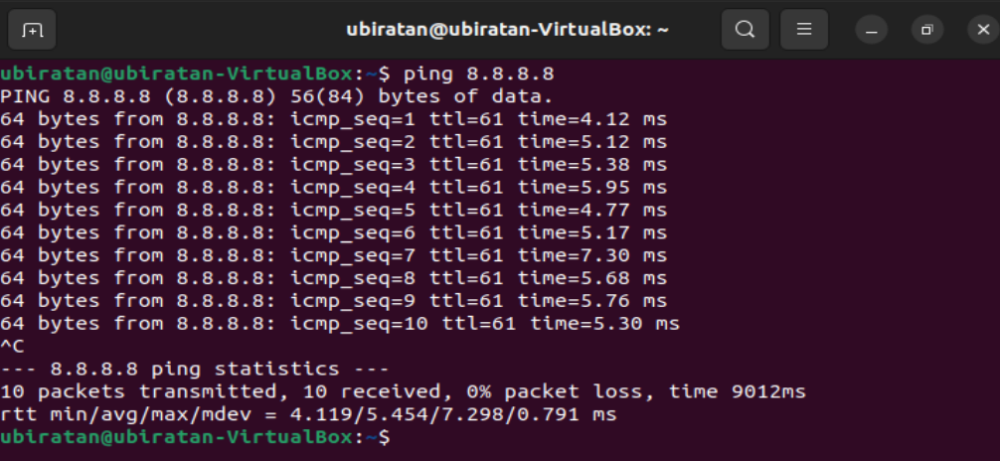 ubiratan@ubiratan-VirtualBox: ~
ubiratan@ubiratan-VirtualBox:~$ ping 8.8.8.8
PING 8.8.8.8 (8.8.8.8) 56(84) bytes of data.
64 bytes from 8.8.8.8: icmp_seq=1 ttl=61 time=4.12 ms
64 bytes from 8.8.8.8: icmp_seq=2 ttl=61 time=5.12 ms
64 bytes from 8.8.8.8: icmp_seq=3 ttl=61 time=5.38 ms
64 bytes from 8.8.8.8: icmp_seq=4 ttl=61 time=5.95 ms
64 bytes from 8.8.8.8: icmp_seq=5 ttl=61 time=4.77 ms
64 bytes from 8.8.8.8: icmp_seq=6 ttl=61 time=5.17 ms
64 bytes from 8.8.8.8: icmp_seq=7 ttl=61 time=7.30 ms
64 bytes from 8.8.8.8: icmp_seq=8 ttl=61 time=5.68 ms
64 bytes from 8.8.8.8: icmp_seq=9 ttl=61 time=5.76 ms
64 bytes from 8.8.8.8: icmp_seq=10 ttl=61 time=5.30 ms
^C
--- 8.8.8.8 ping statistics ---
10 packets transmitted, 10 received, 0% packet loss, time 9012ms
rtt min/avg/max/mdev = 4.119/5.454/7.298/0.791 ms
ubiratan@ubiratan-VirtualBox:~$